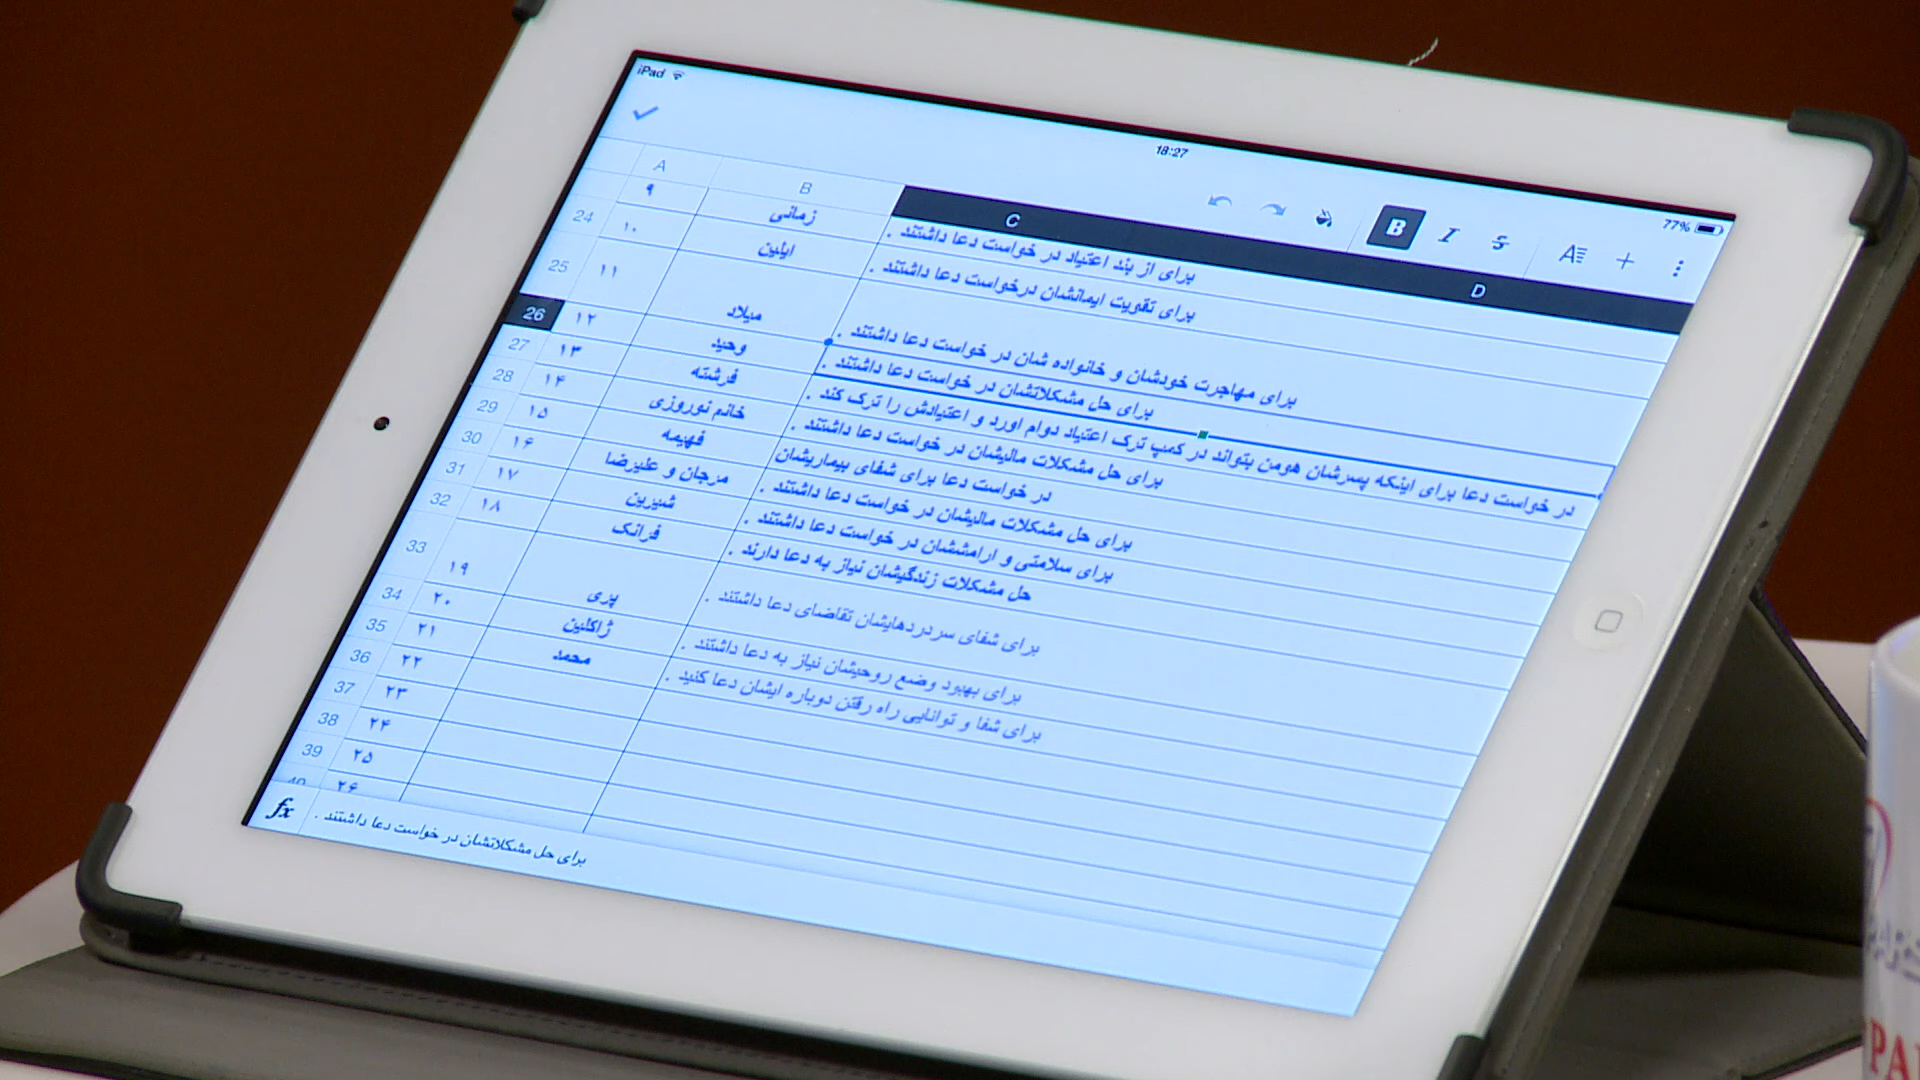 iPad
18:27
77%
B I S A + ⋮
A B C D
۹ زمانی برای از بند اعتیاد در خواست دعا داشتند .
24 ۱۰ ایلین برای تقویت ایمانشان درخواست دعا داشتند .
25 ۱۱ میلاد برای مهاجرت خودشان و خانواده شان در خواست دعا داشتند .
26 ۱۲ وحید برای حل مشکلاتشان در خواست دعا داشتند .
27 ۱۳ فرشته در خواست دعا برای اینکه پسرشان هومن بتواند در کمپ ترک اعتیاد دوام اورد و اعتیادش را ترک کند .
28 ۱۴ خانم نوروزی برای حل مشکلات مالیشان در خواست دعا داشتند .
29 ۱۵ فهیمه در خواست دعا برای شفای بیماریشان
30 ۱۶ مرجان و علیرضا برای حل مشکلات مالیشان در خواست دعا داشتند .
31 ۱۷ شیرین برای سلامتی و ارامششان در خواست دعا داشتند .
32 ۱۸ فرانک حل مشکلات زندگیشان نیاز به دعا دارند .
33 ۱۹ پری برای شفای سردردهایشان تقاضای دعا داشتند .
34 ۲۰ ژاکلین برای بهبود وضع روحیشان نیاز به دعا داشتند .
35 ۲۱ محمد برای شفا و توانایی راه رفتن دوباره ایشان دعا کنید .
36 ۲۲
37 ۲۳
38 ۲۴
39 ۲۵
40 ۲۶
fx برای حل مشکلاتشان در خواست دعا داشتند .
PA